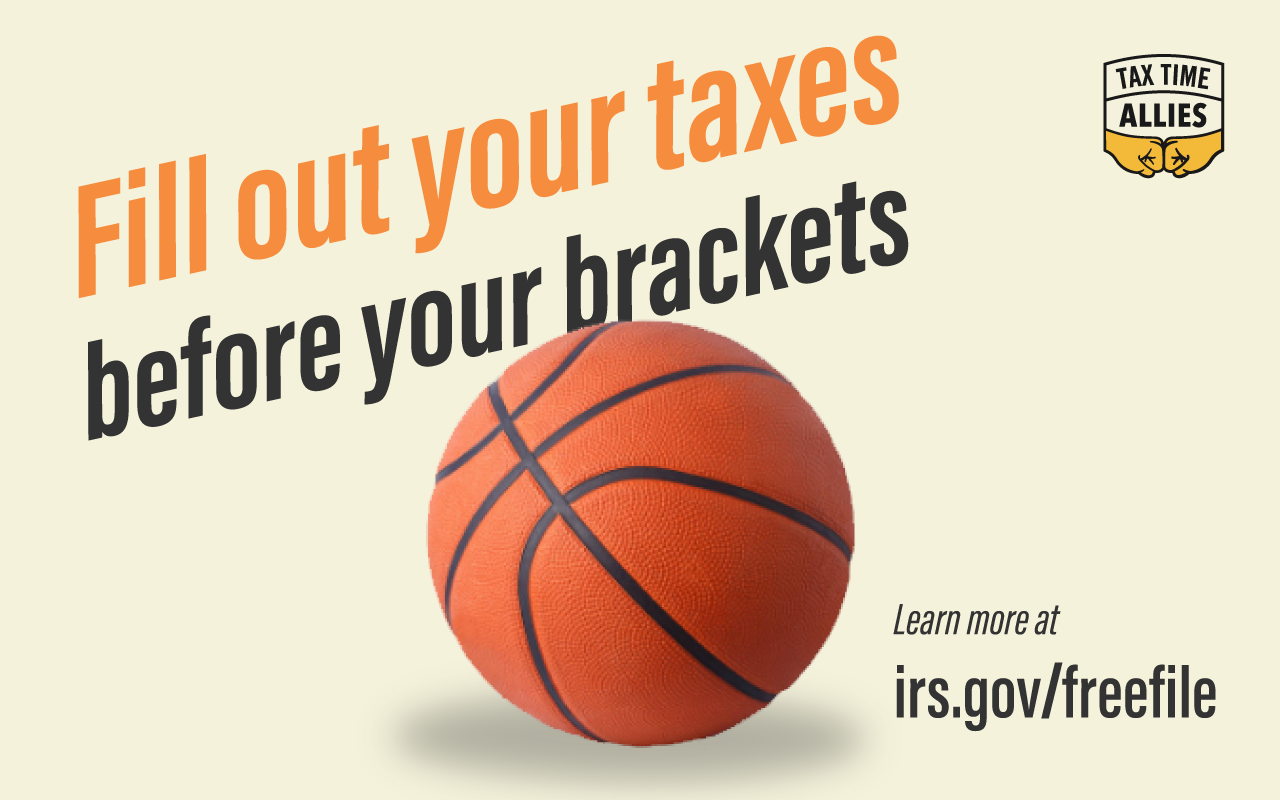 Fill out your taxes
before your brackets
TAX TIME
ALLIES
Learn more at
irs.gov/freefile